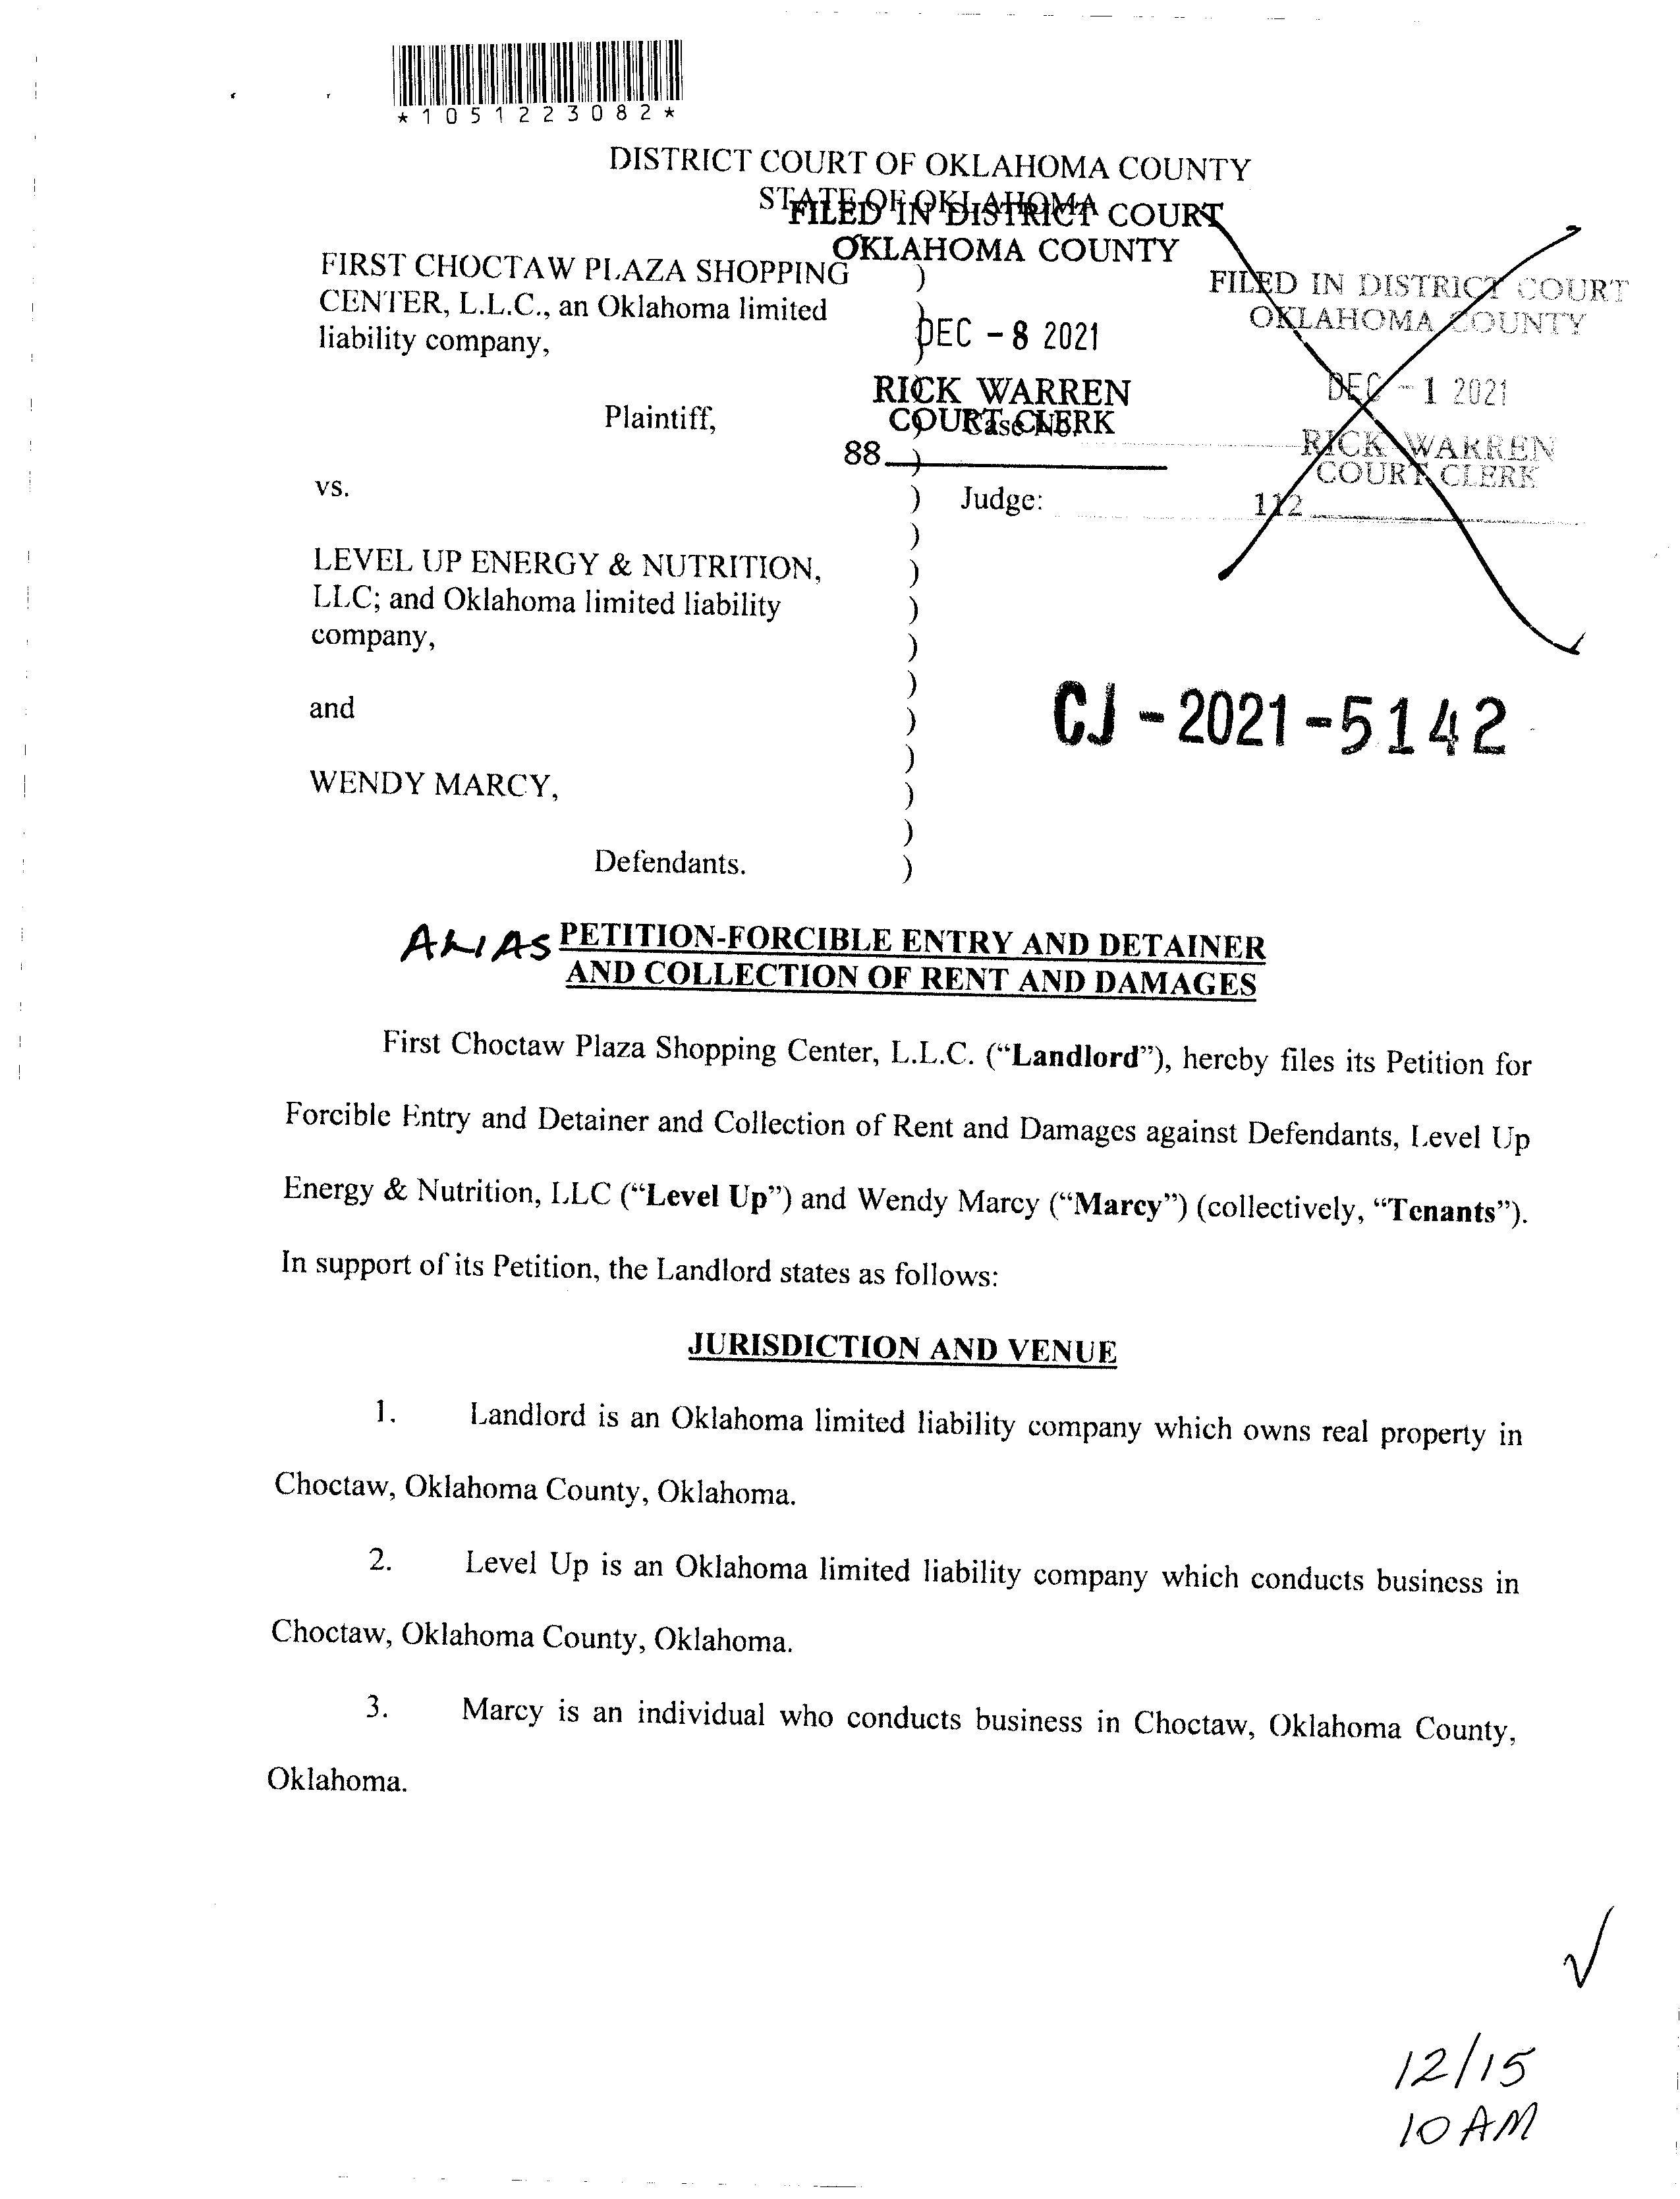 *1051223082*
DISTRICT COURT OF OKLAHOMA COUNTY
STATE OF OKLAHOMA
FILED IN DISTRICT COURT
OKLAHOMA COUNTY
DEC - 8 2021
RICK WARREN
COURT CLERK
88
FILED IN DISTRICT COURT
OKLAHOMA COUNTY
DEC - 1 2021
RICK WARREN
COURT CLERK
112
FIRST CHOCTAW PLAZA SHOPPING )
CENTER, L.L.C., an Oklahoma limited )
liability company, )
Plaintiff, ) Case No.
)
vs. ) Judge:
)
LEVEL UP ENERGY & NUTRITION, )
LLC; and Oklahoma limited liability )
company, )
)
and )
)
WENDY MARCY, )
)
Defendants. )
CJ - 2021 - 5142
ALIAS PETITION-FORCIBLE ENTRY AND DETAINER
AND COLLECTION OF RENT AND DAMAGES
First Choctaw Plaza Shopping Center, L.L.C. (“Landlord”), hereby files its Petition for
Forcible Entry and Detainer and Collection of Rent and Damages against Defendants, Level Up
Energy & Nutrition, LLC (“Level Up”) and Wendy Marcy (“Marcy”) (collectively, “Tenants”).
In support of its Petition, the Landlord states as follows:
JURISDICTION AND VENUE
1. Landlord is an Oklahoma limited liability company which owns real property in
Choctaw, Oklahoma County, Oklahoma.
2. Level Up is an Oklahoma limited liability company which conducts business in
Choctaw, Oklahoma County, Oklahoma.
3. Marcy is an individual who conducts business in Choctaw, Oklahoma County,
Oklahoma.
12/15
10 AM